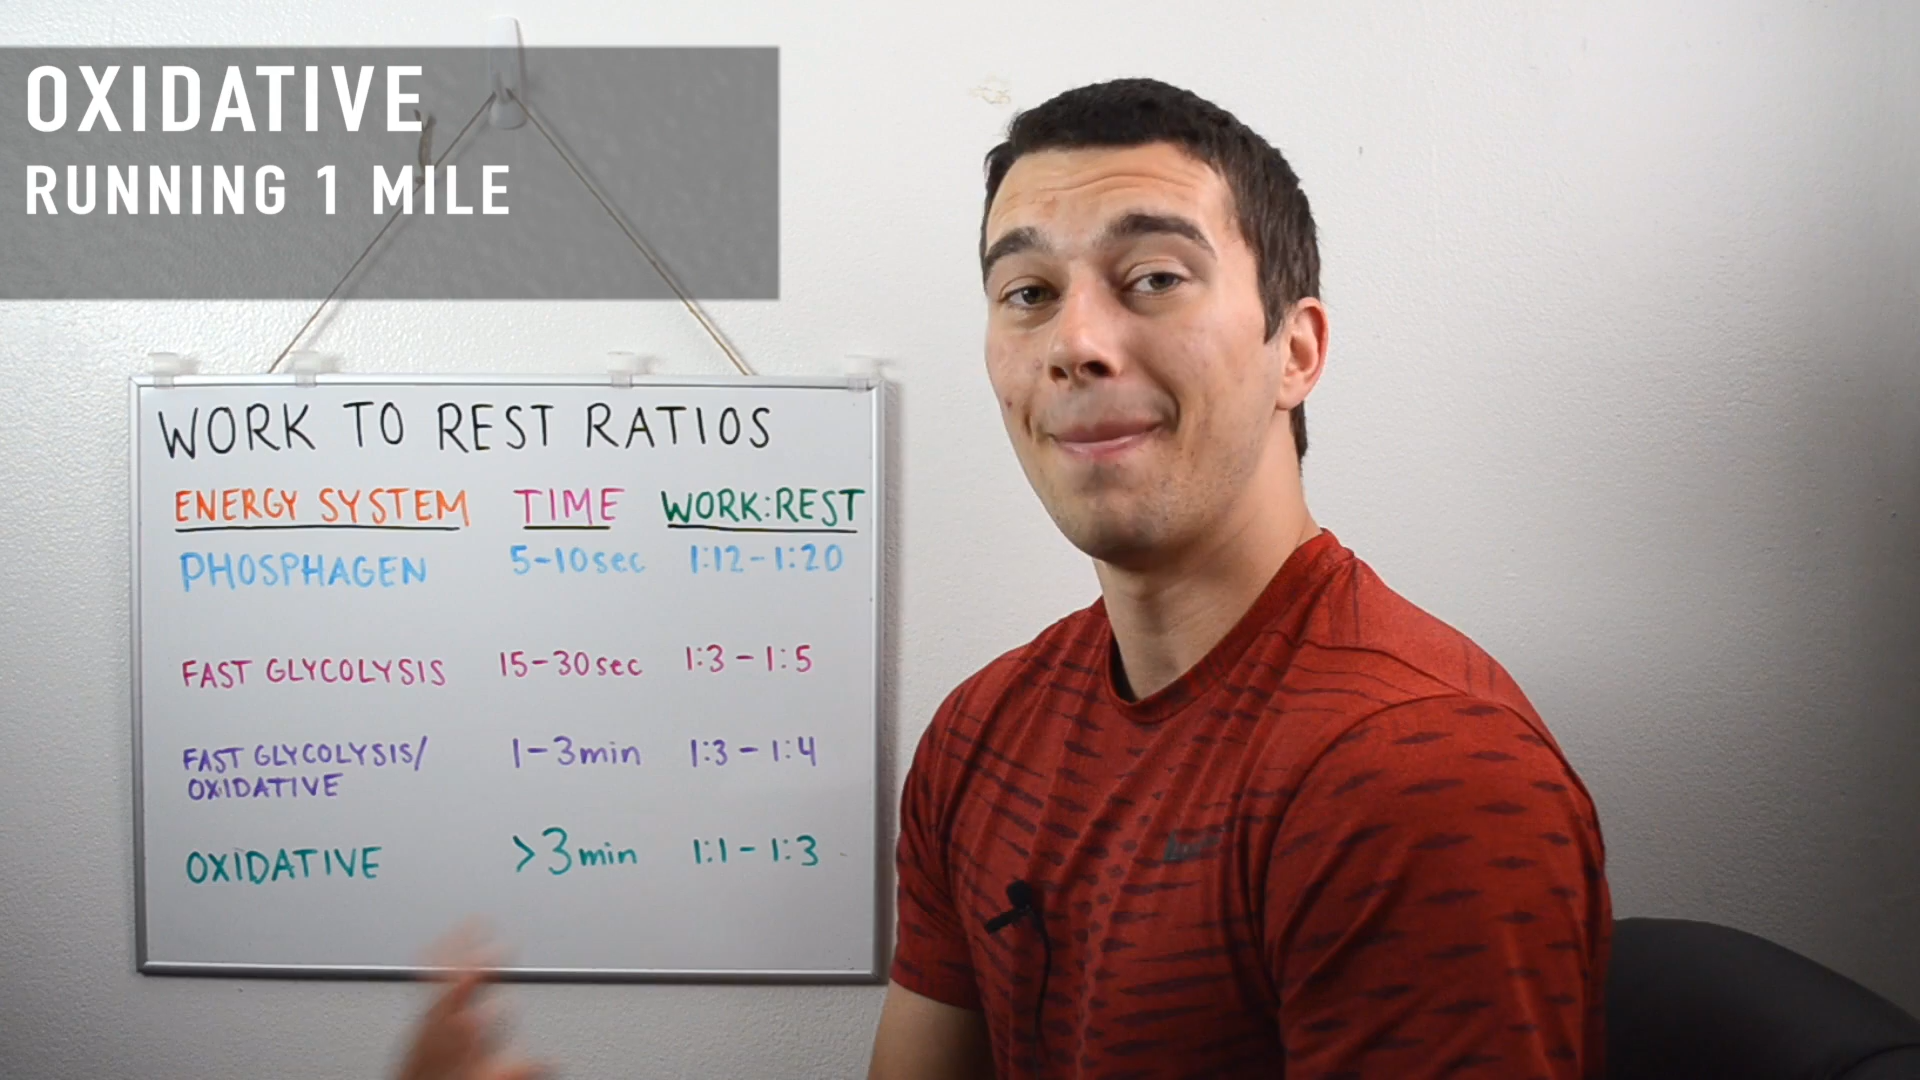 OXIDATIVE
RUNNING 1 MILE
WORK TO REST RATIOS
ENERGY SYSTEM TIME WORK:REST
PHOSPHAGEN 5-10sec 1:12-1:20
FAST GLYCOLYSIS 15-30sec 1:3-1:5
FAST GLYCOLYSIS/ 1-3min 1:3-1:4
OXIDATIVE
OXIDATIVE >3min 1:1-1:3